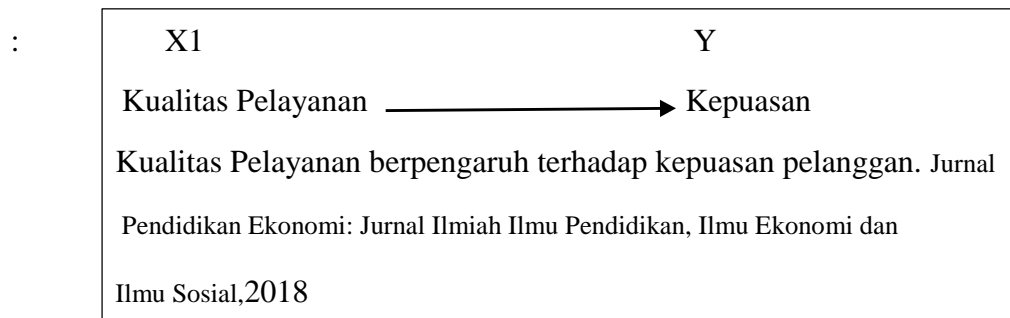 : X1 Y
Kualitas Pelayanan Kepuasan
Kualitas Pelayanan berpengaruh terhadap kepuasan pelanggan. Jurnal
Pendidikan Ekonomi: Jurnal Ilmiah Ilmu Pendidikan, Ilmu Ekonomi dan
Ilmu Sosial,2018